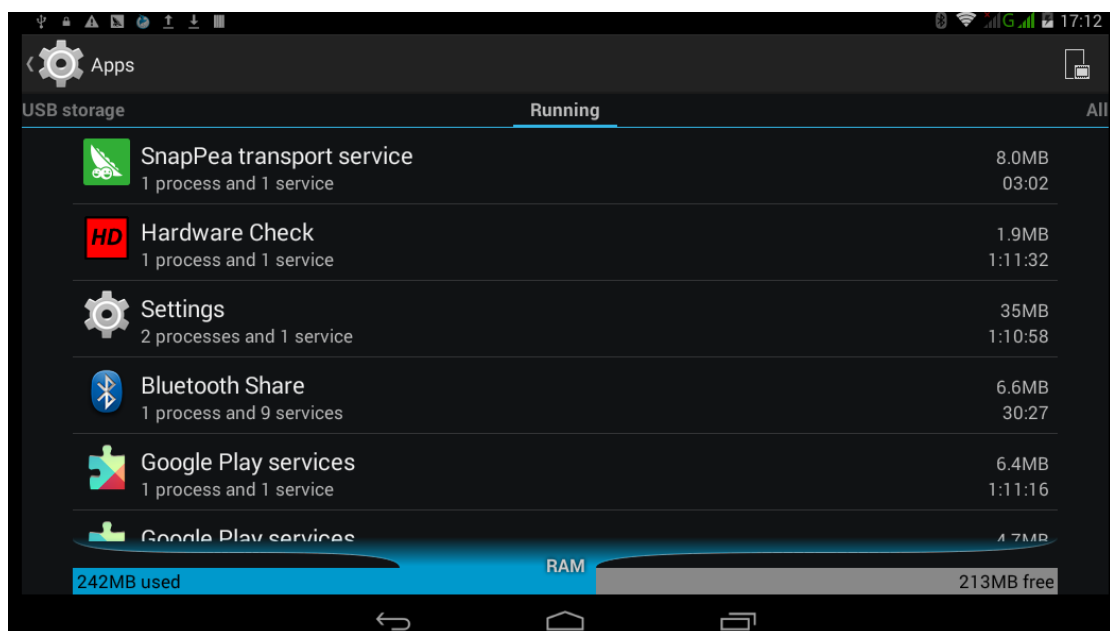 G 17:12
Apps
USB storage Running All
SnapPea transport service 8.0MB
1 process and 1 service 03:02
HD Hardware Check 1.9MB
1 process and 1 service 1:11:32
Settings 35MB
2 processes and 1 service 1:10:58
Bluetooth Share 6.6MB
1 process and 9 services 30:27
Google Play services 6.4MB
1 process and 1 service 1:11:16
Google Play services 4.7MB
RAM
242MB used 213MB free